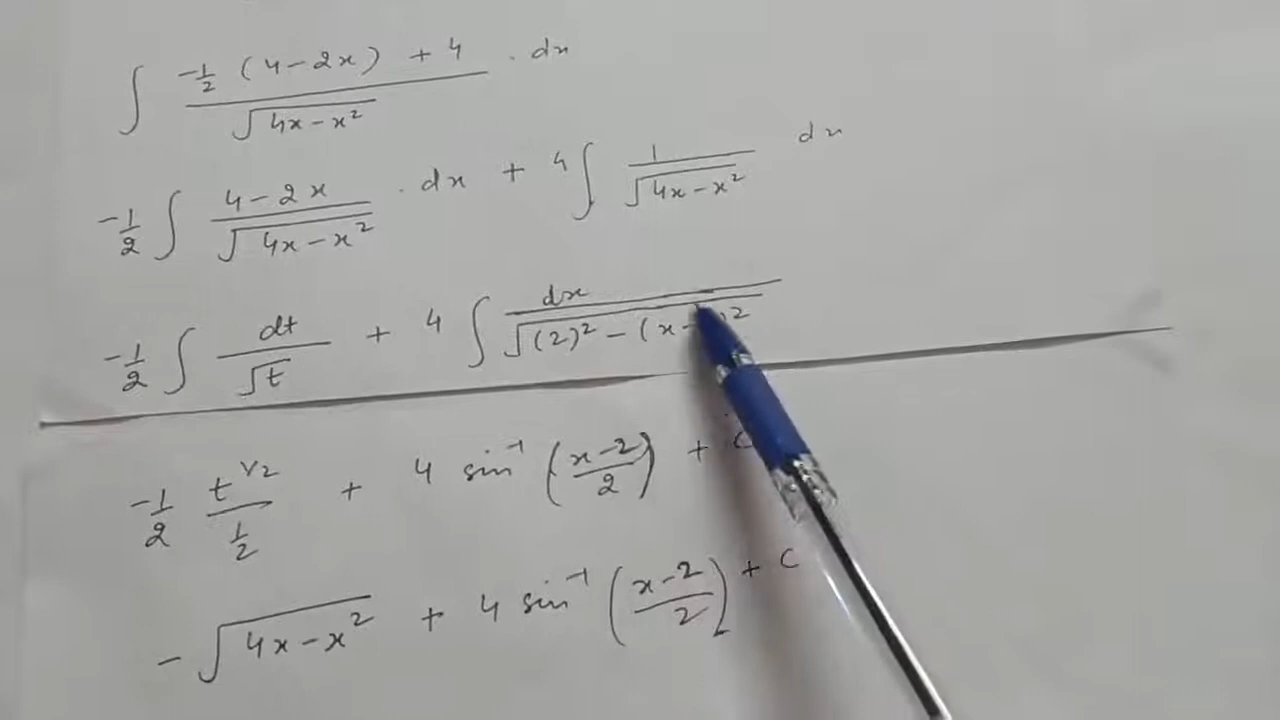 ∫ (-1/2 (4-2x) + 4)/√(4x-x²) . dx
-1/2 ∫ (4-2x)/√(4x-x²) . dx + 4 ∫ 1/√(4x-x²) dx
-1/2 ∫ dt/√t + 4 ∫ dx/√((2)² - (x- )²
-1/2 t^(1/2)/(1/2) + 4 sin⁻¹ ((x-2)/2) + C
-√(4x-x²) + 4 sin⁻¹ ((x-2)/2) + C